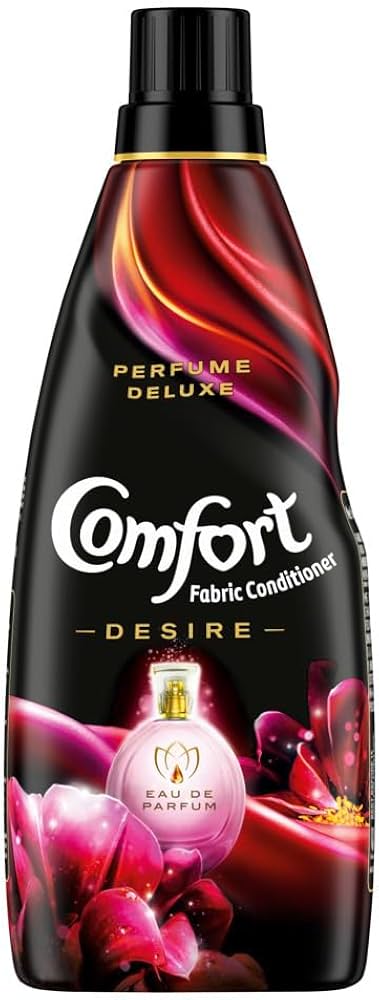 PERFUME
DELUXE
Comfort
Fabric Conditioner
DESIRE
EAU DE
PARFUM